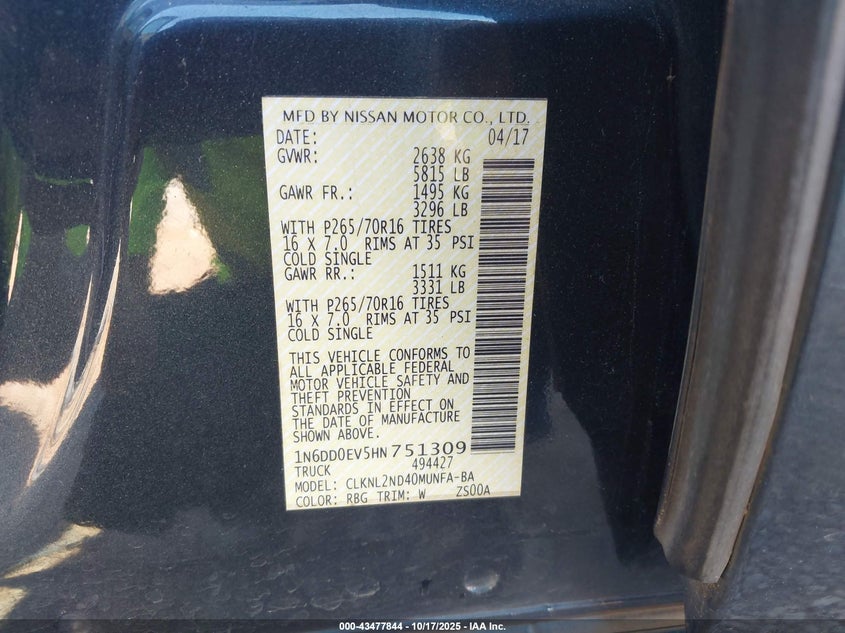 MFD BY NISSAN MOTOR CO., LTD.
DATE: 04/17
GVWR: 2638 KG
5815 LB
GAWR FR.: 1495 KG
3296 LB
WITH P265/70R16 TIRES
16 X 7.0 RIMS AT 35 PSI
COLD SINGLE
GAWR RR.: 1511 KG
3331 LB
WITH P265/70R16 TIRES
16 X 7.0 RIMS AT 35 PSI
COLD SINGLE
THIS VEHICLE CONFORMS TO
ALL APPLICABLE FEDERAL
MOTOR VEHICLE SAFETY AND
THEFT PREVENTION
STANDARDS IN EFFECT ON
THE DATE OF MANUFACTURE
SHOWN ABOVE.
1N6DD0EV5HN751309
TRUCK 494427
MODEL: CLKNL2ND40MUNFA-BA
COLOR: RBG TRIM: W ZS00A
000-43477844 - 10/17/2025 - IAA Inc.